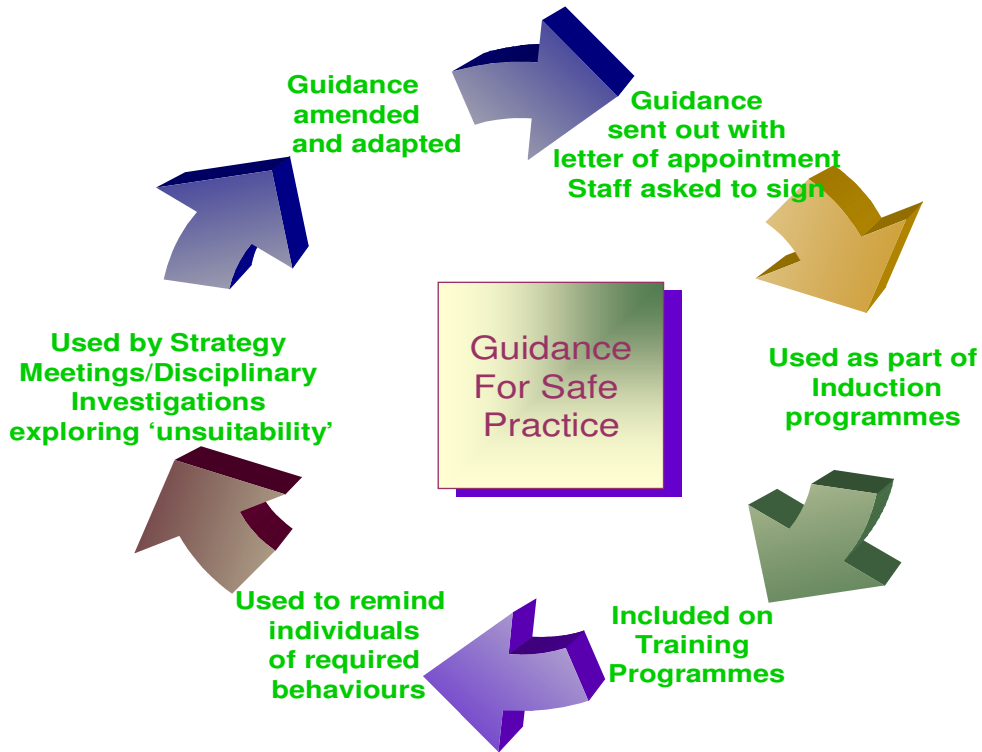 Guidance
amended
and adapted
Guidance
sent out with
letter of appointment
Staff asked to sign
Used as part of
Induction
programmes
Included on
Training
Programmes
Used to remind
individuals
of required
behaviours
Used by Strategy
Meetings/Disciplinary
Investigations
exploring ‘unsuitability’
Guidance
For Safe
Practice